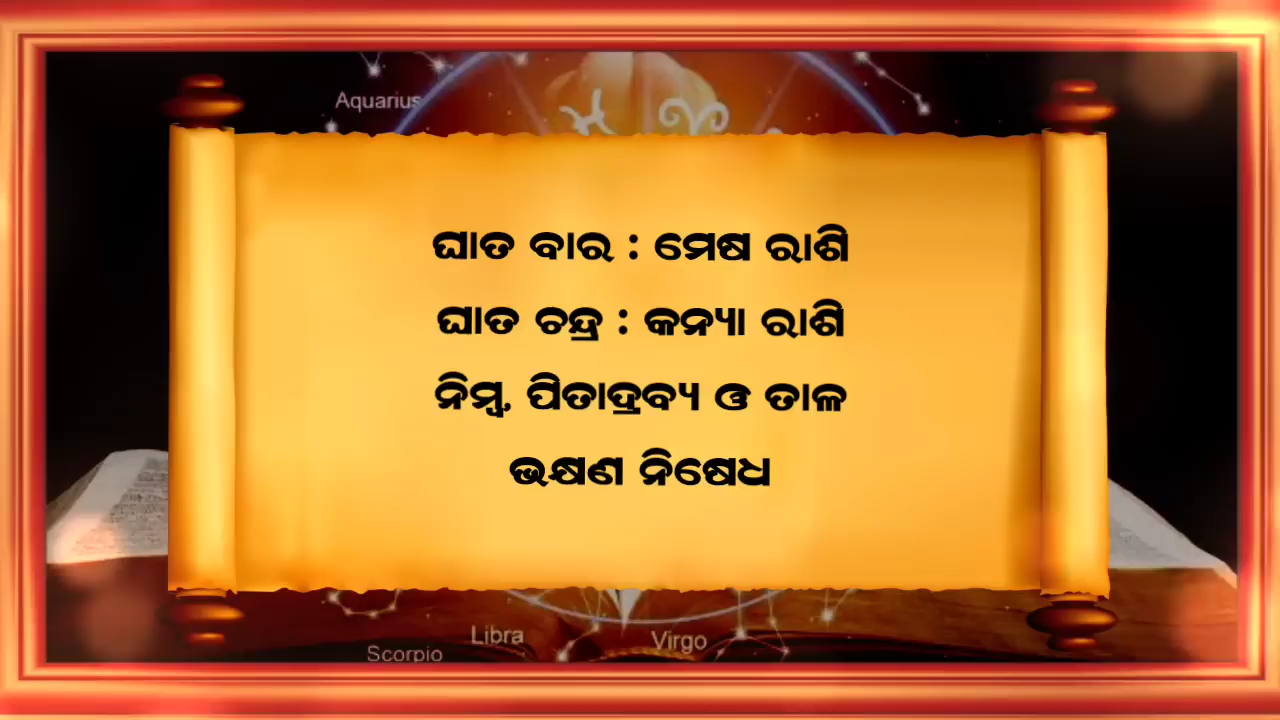 Aquarius
ଘାତ ବାର : ମେଷ ରାଶି
ଘାତ ଚନ୍ଦ୍ର : କନ୍ୟା ରାଶି
ନିମ୍ବ, ପିତାଦ୍ରବ୍ୟ ଓ ତାଳ
ଭକ୍ଷଣ ନିଷେଧ
Libra
Virgo
Scorpio